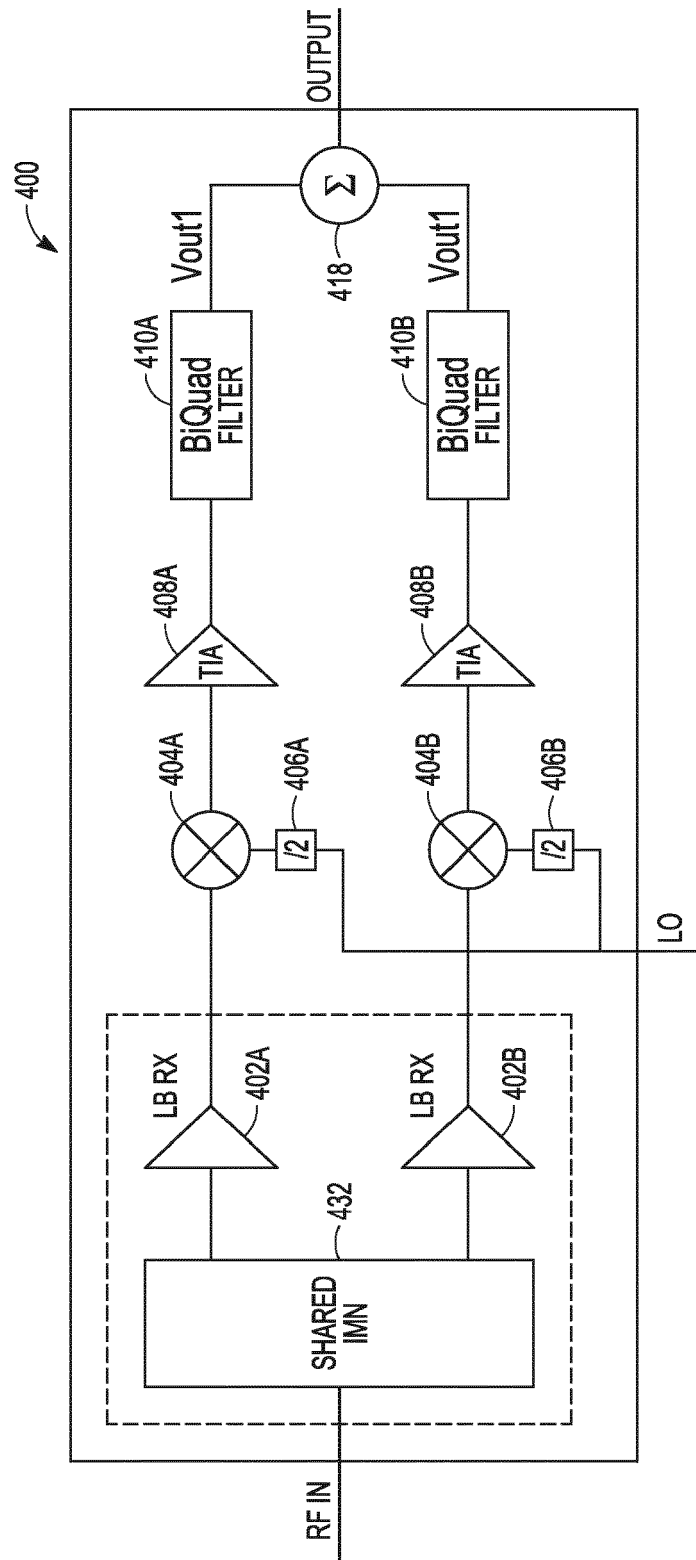 400
RF IN
SHARED
IMN
432
LB RX
402A
LB RX
402B
404A
/2
406A
404B
/2
406B
LO
TIA
408A
TIA
408B
BiQuad
FILTER
410A
BiQuad
FILTER
410B
Vout1
Vout1
Σ
418
OUTPUT